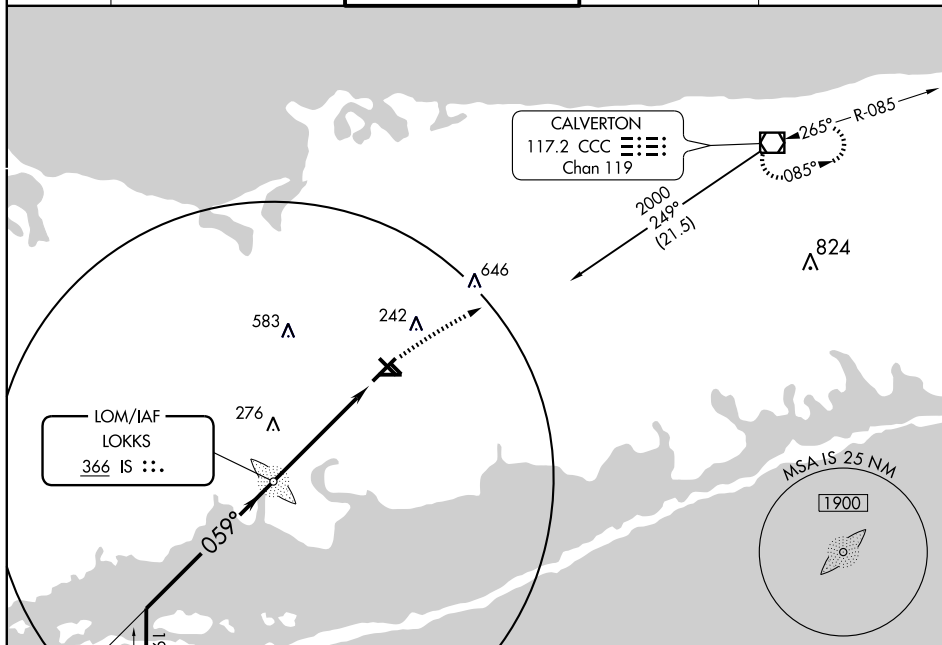 CALVERTON
117.2 CCC
Chan 119
265°
R-085
085°
2000
249°
(21.5)
824
646
583
242
276
LOM/IAF
LOKKS
366 IS
059°
MSA IS 25 NM
1900